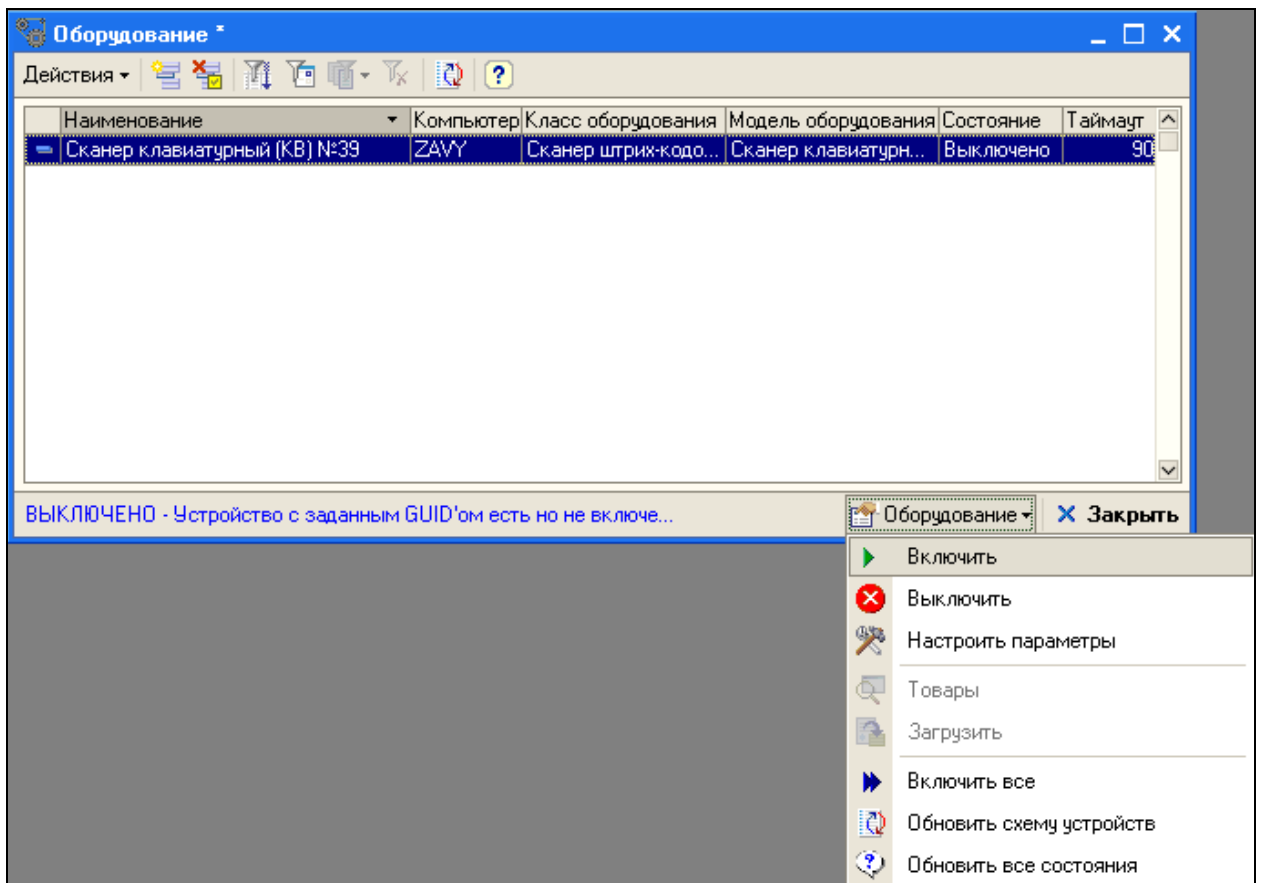 Оборудование *
Действия
Наименование Компьютер Класс оборудования Модель оборудования Состояние Таймаут
Сканер клавиатурный (КВ) №39 ZAVY Сканер штрих-кодо... Сканер клавиатурн... Выключено 90
ВЫКЛЮЧЕНО - Устройство с заданным GUID'ом есть но не включе... Оборудование Закрыть
Включить
Выключить
Настроить параметры
Товары
Загрузить
Включить все
Обновить схему устройств
Обновить все состояния